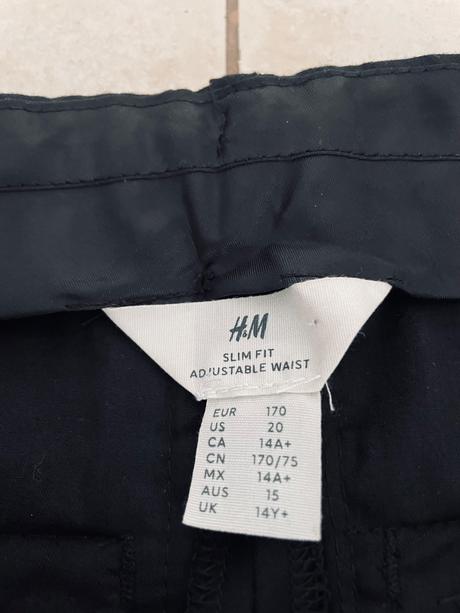 H&M
SLIM FIT
ADJUSTABLE WAIST
EUR 170
US 20
CA 14A+
CN 170/75
MX 14A+
AUS 15
UK 14Y+